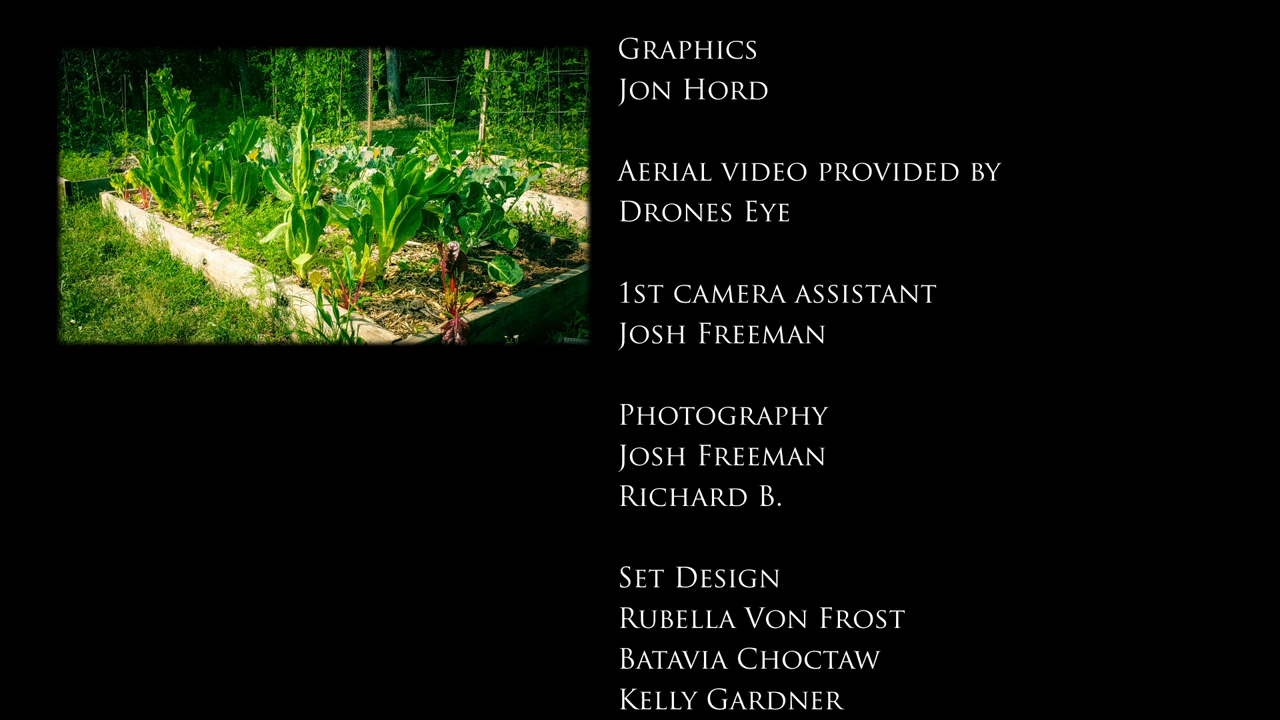 Graphics
Jon Hord
Aerial video provided by
Drones Eye
1st camera assistant
Josh Freeman
Photography
Josh Freeman
Richard B.
Set Design
Rubella Von Frost
Batavia Choctaw
Kelly Gardner